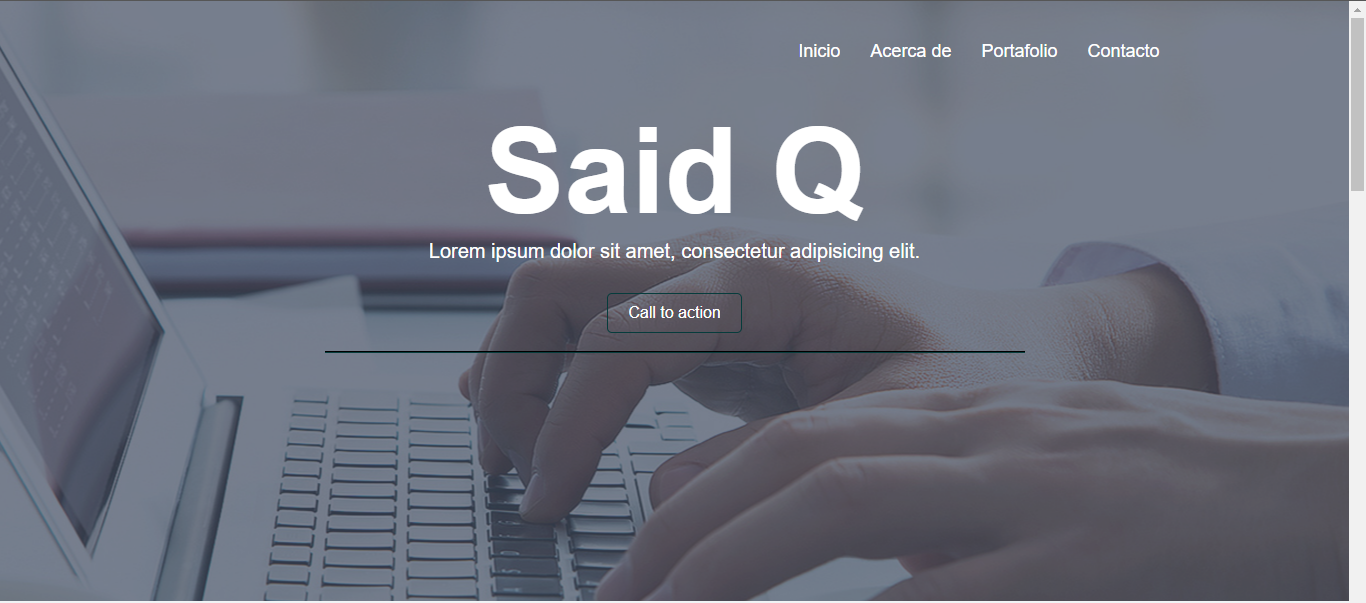 Inicio Acerca de Portafolio Contacto
Said Q
Lorem ipsum dolor sit amet, consectetur adipisicing elit.
Call to action